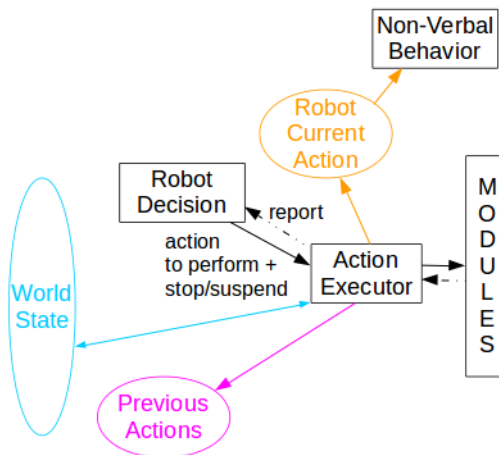 Non-Verbal
Behavior
Robot
Current
Action
Robot
Decision
report
action
to perform +
stop/suspend
Action
Executor
M
O
D
U
L
E
S
World
State
Previous
Actions